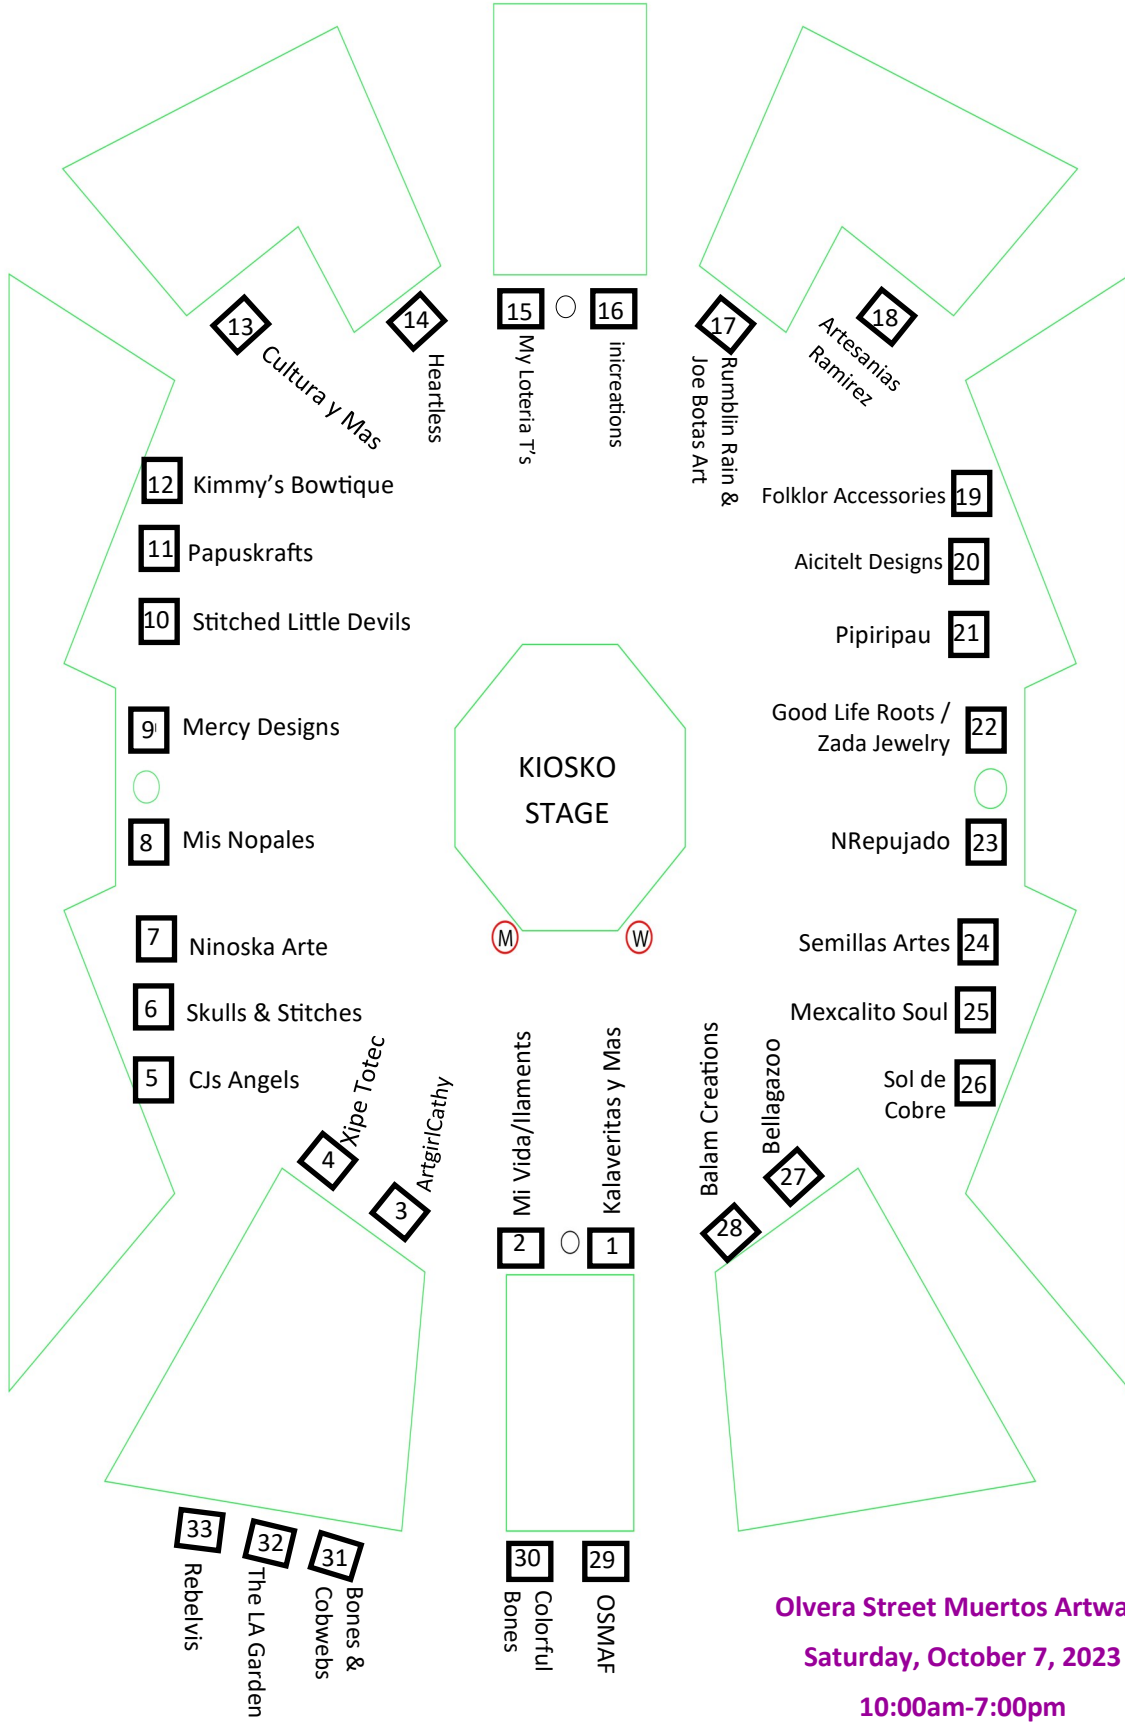 15
16
14
13
17
18
My Loteria T's
inicreations
Heartless
Cultura y Mas
Rumblin Rain &
Joe Botas Art
Artesanias
Ramirez
12 Kimmy's Bowtique
Folklor Accessories 19
11 Papuskrafts
Aicitelt Designs 20
10 Stitched Little Devils
Pipiripau 21
9 Mercy Designs
Good Life Roots /
Zada Jewelry
22
KIOSKO
STAGE
8 Mis Nopales
NRepujado 23
M
W
7 Ninoska Arte
Semillas Artes 24
6 Skulls & Stitches
Mexcalito Soul 25
5 CJs Angels
Sol de
Cobre
26
Xipe Totec
4
ArtgirlCathy
3
Mi Vida/Ilaments
2
Kalaveritas y Mas
1
Balam Creations
28
Bellagazoo
27
33
Rebelvis
32
The LA Garden
31
Bones &
Cobwebs
30
Colorful
Bones
29
OSMAF
Olvera Street Muertos Artwa
Saturday, October 7, 2023
10:00am-7:00pm